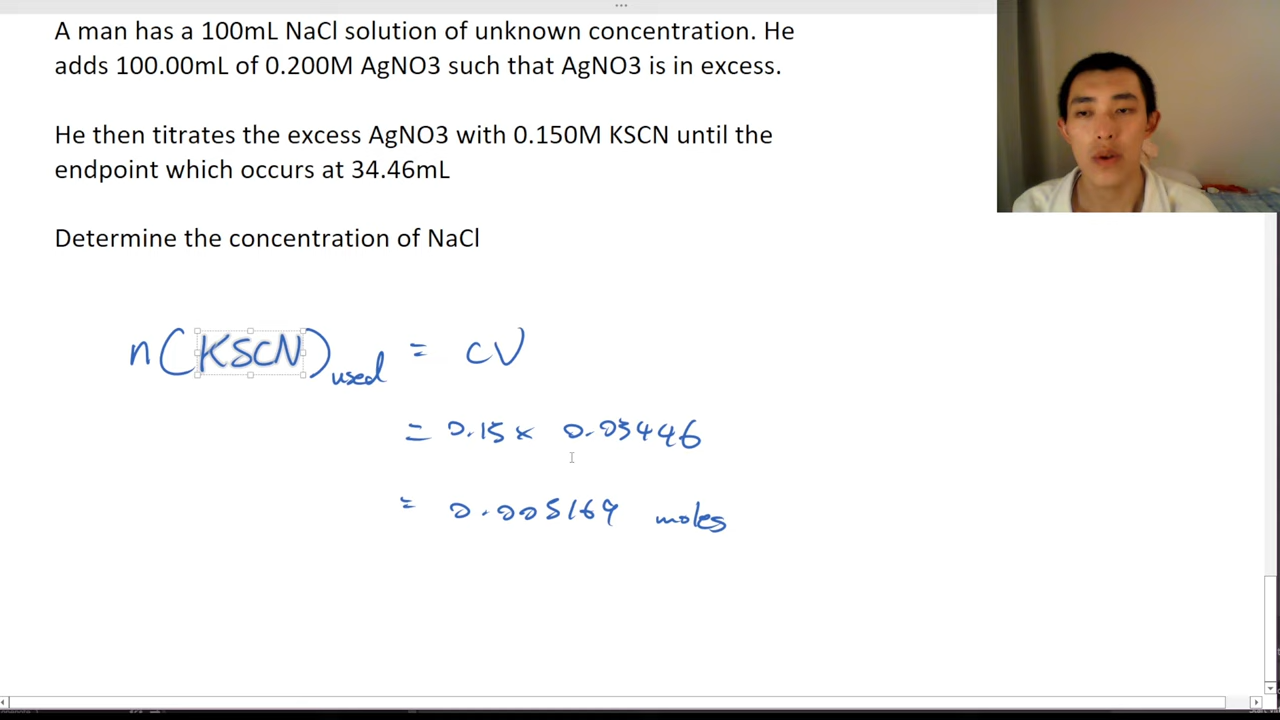 A man has a 100mL NaCl solution of unknown concentration. He
adds 100.00mL of 0.200M AgNO3 such that AgNO3 is in excess.
He then titrates the excess AgNO3 with 0.150M KSCN until the
endpoint which occurs at 34.46mL
Determine the concentration of NaCl
n(KSCN)used = CV
= 0.15 x 0.03446
= 0.005169 moles